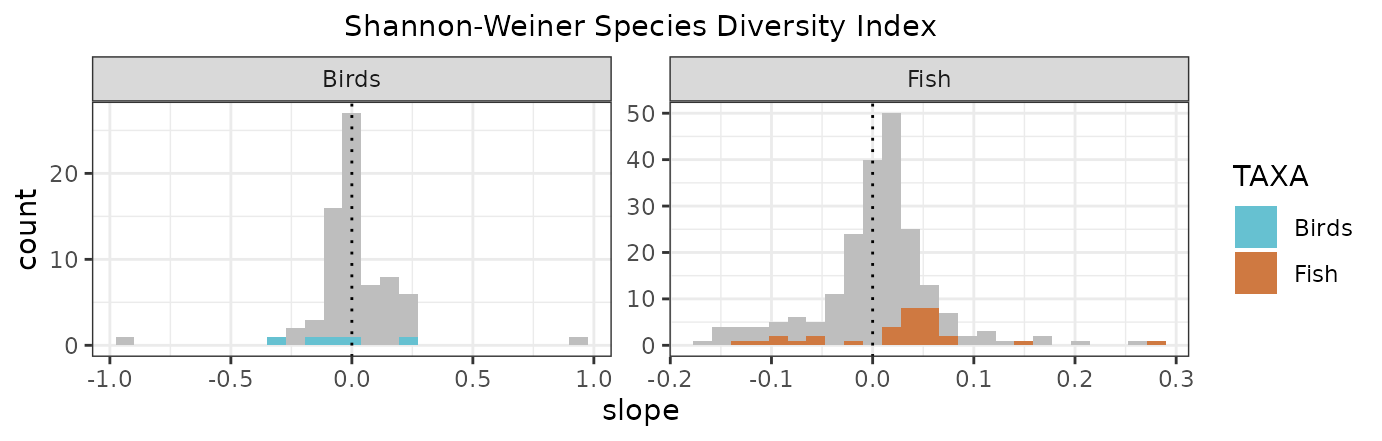 Shannon-Weiner Species Diversity Index
Birds
Fish
count
20
10
0
-1.0
-0.5
0.0
0.5
1.0
50
40
30
20
10
0
-0.2
-0.1
0.0
0.1
0.2
0.3
slope
TAXA
Birds
Fish